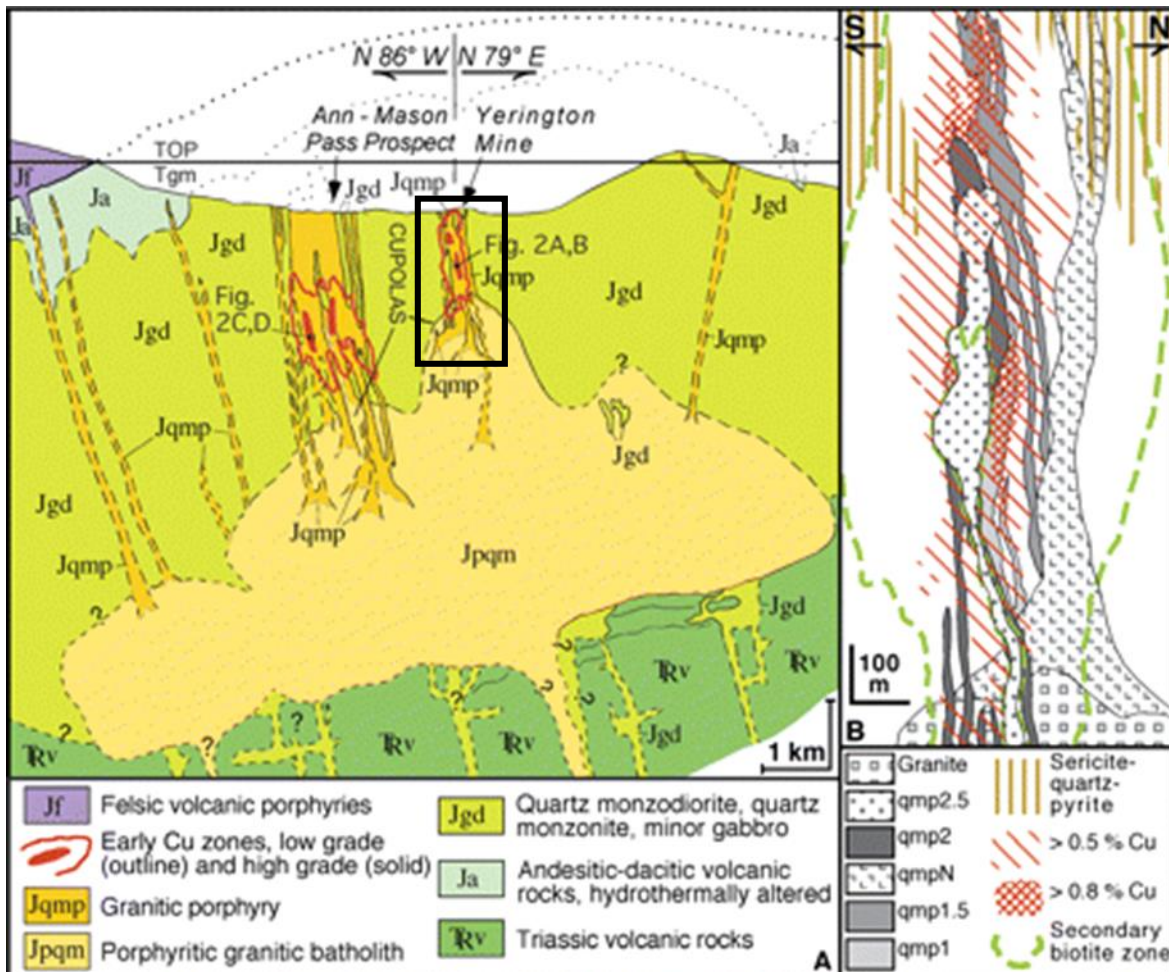 N 86° W N 79° E
Ann - Mason
Pass Prospect
Yerington
Mine
TOP
Tgm
Jf
Ja
Ja
Jgd
Jqmp
Ja
Jgd
Jgd
CUPOLAS
Fig. 2A,B
Jqmp
Jgd
Fig.
2C,D
Jgd
Jqmp
?
Jqmp
Jqmp
Jgd
Jgd
Jqmp
Jqmp
Jpqm
?
Jgd
?
TRv
TRv
?
?
?
?
?
TRv
?
TRv
TRv
Jgd
1 km
Jf Felsic volcanic porphyries
Early Cu zones, low grade
(outline) and high grade (solid)
Jqmp Granitic porphyry
Jpqm Porphyritic granitic batholith
Jgd Quartz monzodiorite, quartz
monzonite, minor gabbro
Ja Andesitic-dacitic volcanic
rocks, hydrothermally altered
TRv Triassic volcanic rocks
A
S N
100
m
B
Granite
qmp2.5
qmp2
qmpN
qmp1.5
qmp1
Sericite-
quartz-
pyrite
> 0.5 % Cu
> 0.8 % Cu
Secondary
biotite zone